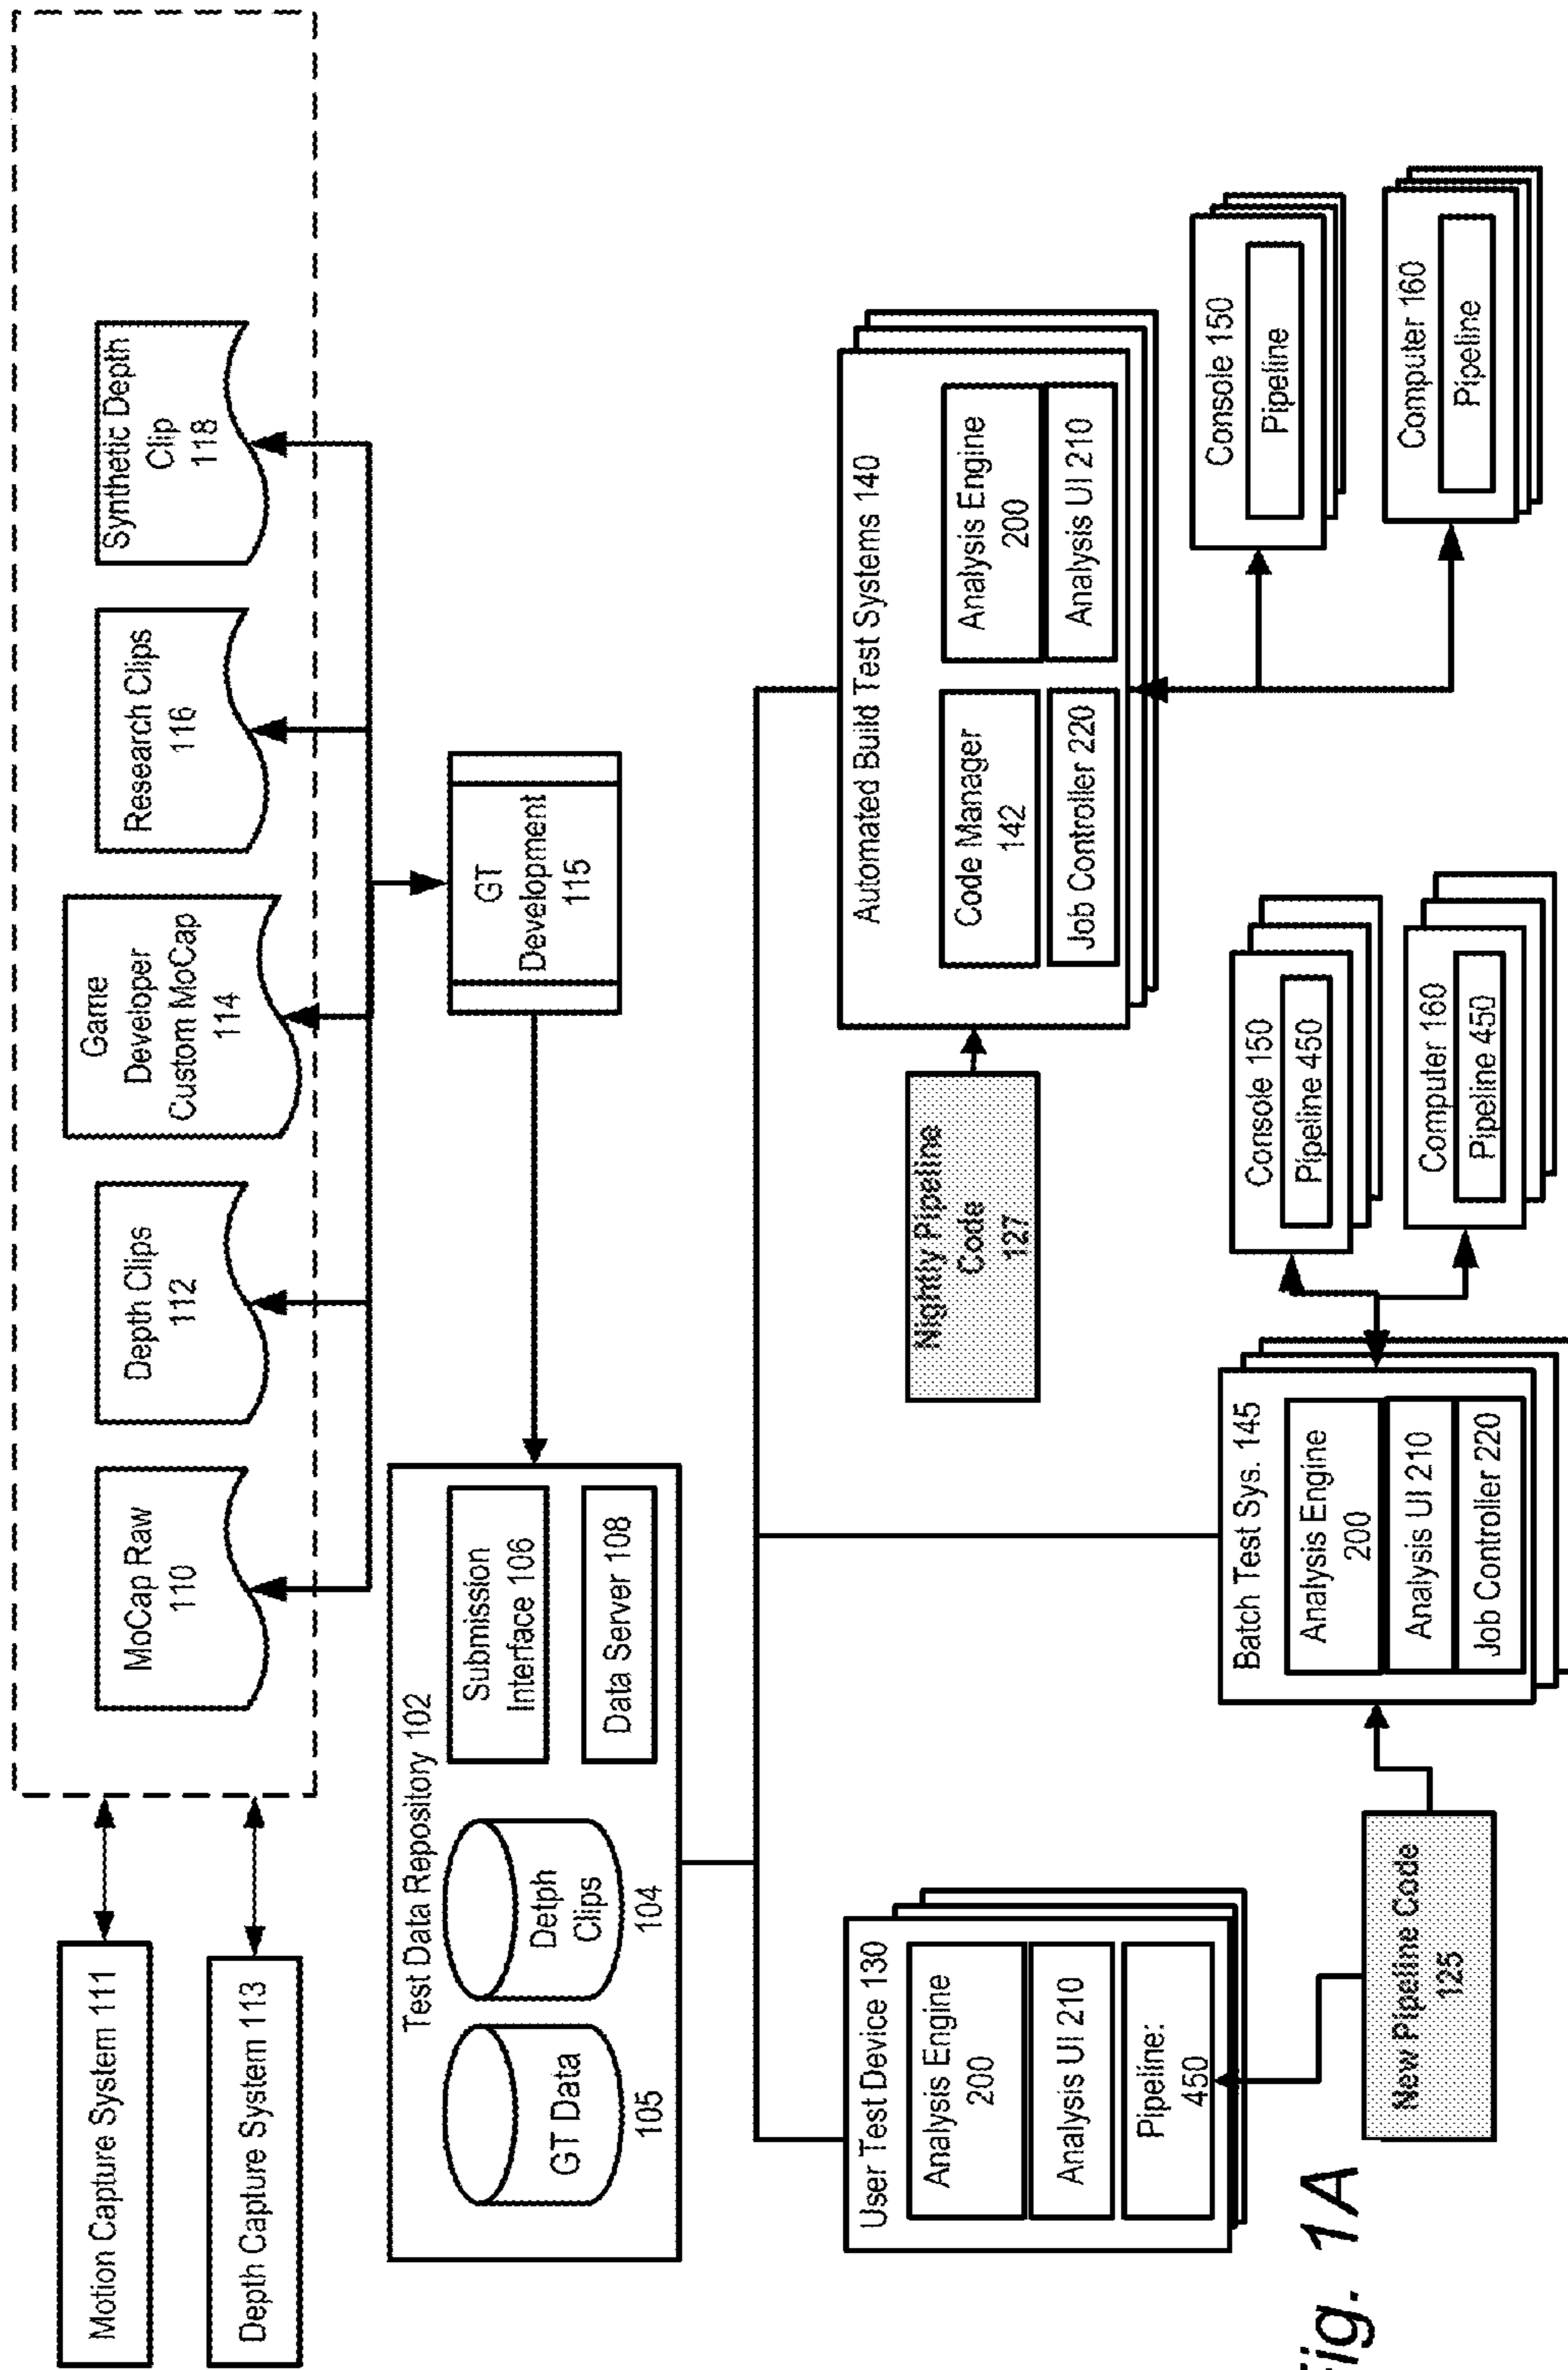 Motion Capture System 111
Depth Capture System 113
MoCap Raw
110
Depth Clips
112
Game
Developer
Custom MoCap
114
Research Clips
116
Synthetic Depth
Clip
118
GT
Development
115
Test Data Repository 102
GT Data
105
Detph
Clips
104
Submission
Interface 106
Data Server 108
User Test Device 130
Analysis Engine
200
Analysis UI 210
Pipeline:
450
New Pipeline Code
125
Batch Test Sys. 145
Analysis Engine
200
Analysis UI 210
Job Controller 220
Console 150
Pipeline 450
Computer 160
Pipeline 450
Nightly Pipeline
Code
127
Automated Build Test Systems 140
Code Manager
142
Job Controller 220
Analysis Engine
200
Analysis UI 210
Console 150
Pipeline
Computer 160
Pipeline
Fig. 1A